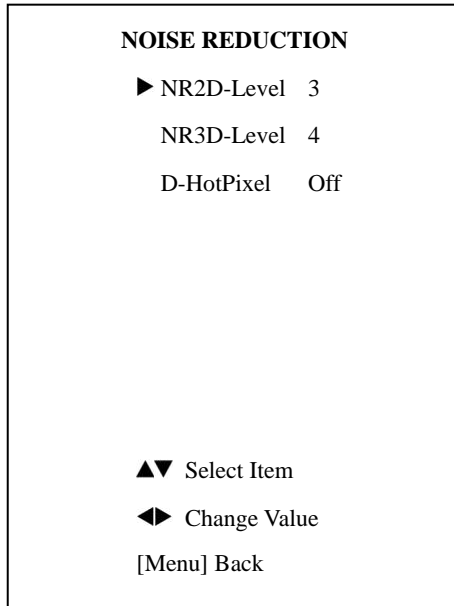 NOISE REDUCTION
▶ NR2D-Level 3
NR3D-Level 4
D-HotPixel Off
▲▼ Select Item
◀▶ Change Value
[Menu] Back